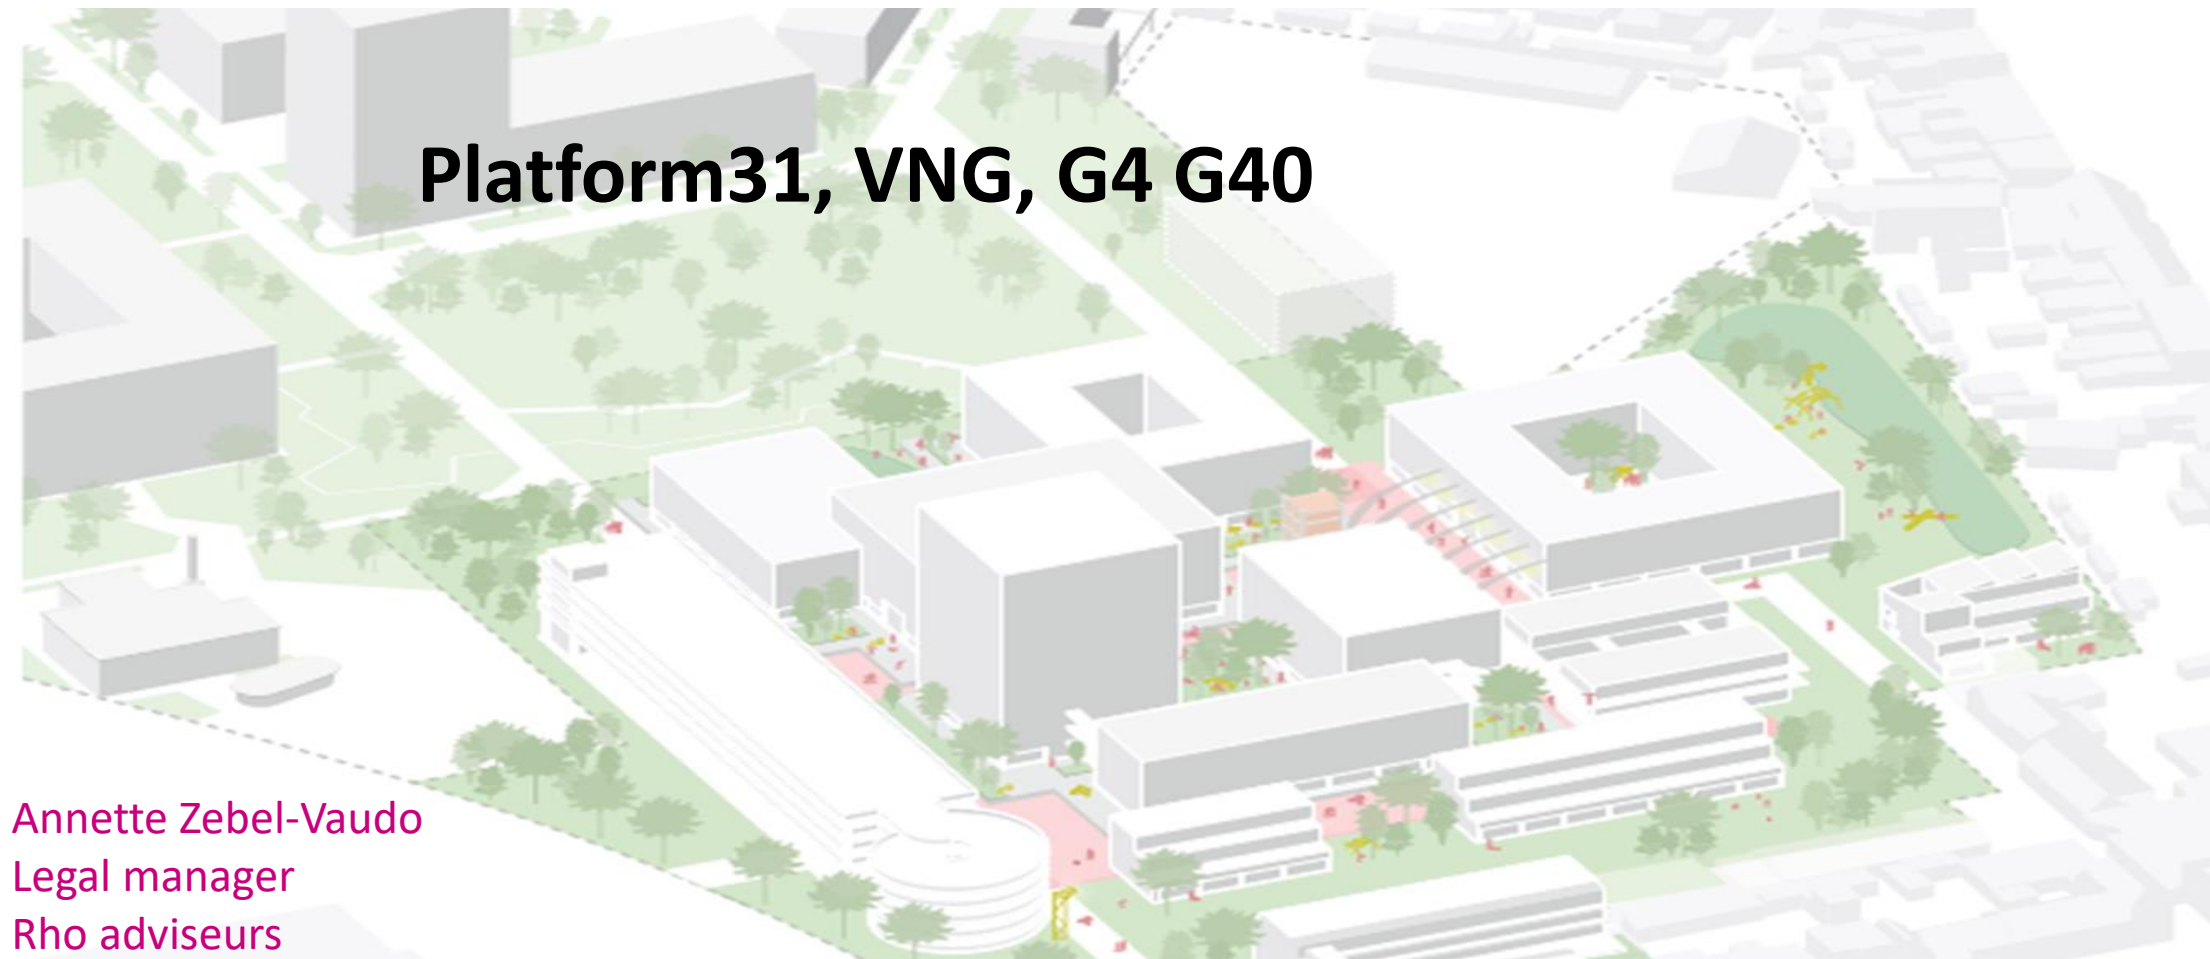 Platform31, VNG, G4 G40
Annette Zebel-Vaudo
Legal manager
Rho adviseurs